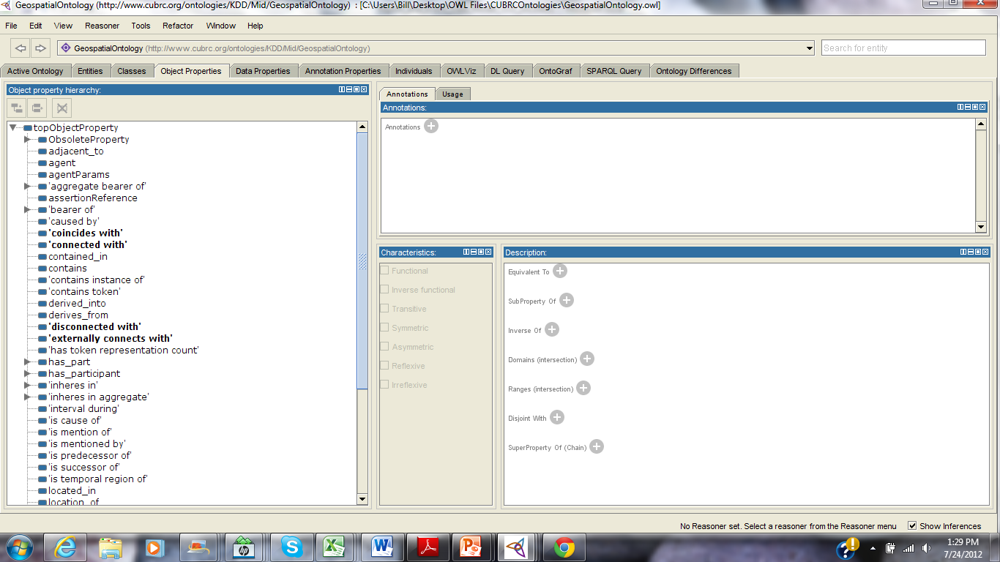 GeospatialOntology (http://www.cubrc.org/ontologies/KDD/Mid/GeospatialOntology) : [C:\Users\Bill\Desktop\OWL Files\CUBRCOntologies\GeospatialOntology.owl]
File Edit View Reasoner Tools Refactor Window Help
GeospatialOntology (http://www.cubrc.org/ontologies/KDD/Mid/GeospatialOntology) Search for entity
Active Ontology Entities Classes Object Properties Data Properties Annotation Properties Individuals OWLViz DL Query OntoGraf SPARQL Query Ontology Differences
Object property hierarchy:
topObjectProperty
ObsoleteProperty
adjacent_to
agent
agentParams
'aggregate bearer of'
assertionReference
'bearer of'
'caused by'
'coincides with'
'connected with'
contained_in
contains
'contains instance of'
'contains token'
derived_into
derives_from
'disconnected with'
'externally connects with'
'has token representation count'
has_part
has_participant
'inheres in'
'inheres in aggregate'
'interval during'
'is cause of'
'is mention of'
'is mentioned by'
'is predecessor of'
'is successor of'
'is temporal region of'
located_in
location_of
Annotations Usage
Annotations:
Annotations
Characteristics:
Functional
Inverse functional
Transitive
Symmetric
Asymmetric
Reflexive
Irreflexive
Description:
Equivalent To
SubProperty Of
Inverse Of
Domains (intersection)
Ranges (intersection)
Disjoint With
SuperProperty Of (Chain)
No Reasoner set. Select a reasoner from the Reasoner menu Show Inferences
1:29 PM
7/24/2012